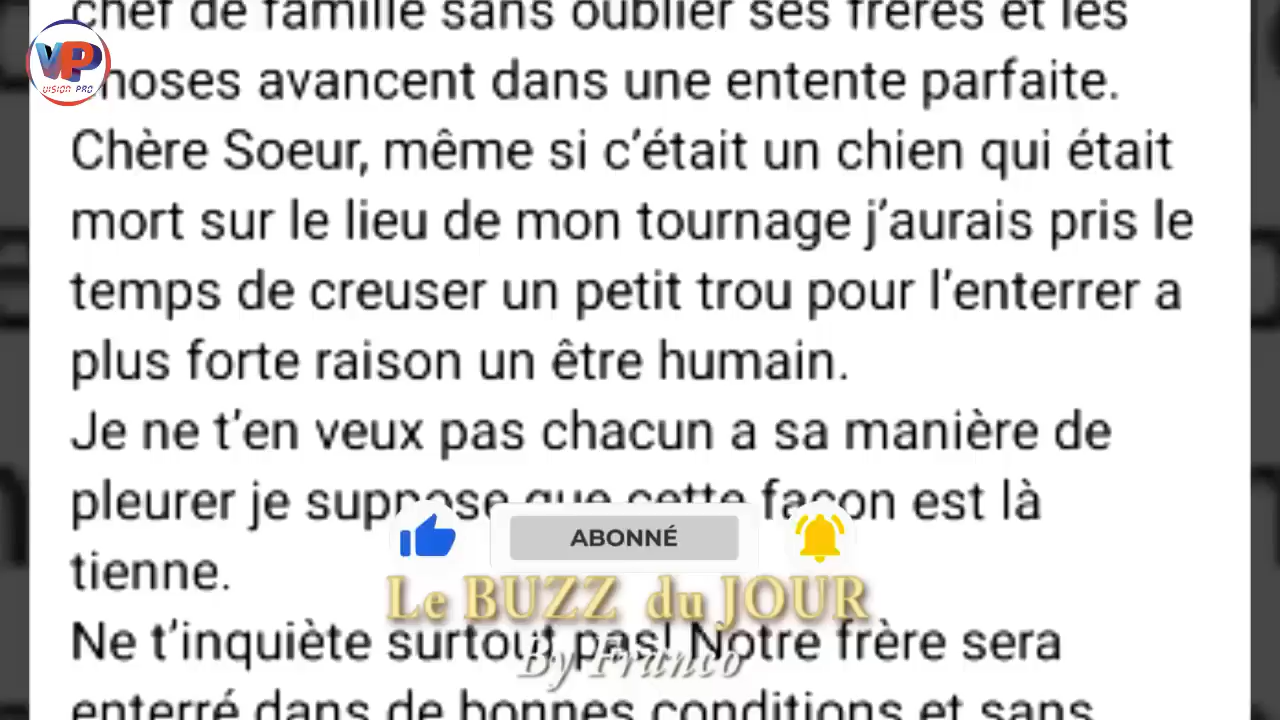 chef de famille sans oublier ses frères et les
choses avancent dans une entente parfaite.
Chère Soeur, même si c'était un chien qui était
mort sur le lieu de mon tournage j'aurais pris le
temps de creuser un petit trou pour l'enterrer a
plus forte raison un être humain.
Je ne t'en veux pas chacun a sa manière de
pleurer je suppose que cette façon est là
tienne.
Ne t'inquiète surtout pas! Notre frère sera
enterré dans de bonnes conditions et sans
VP
VISION PRO
ABONNÉ
Le BUZZ du JOUR
By Franco